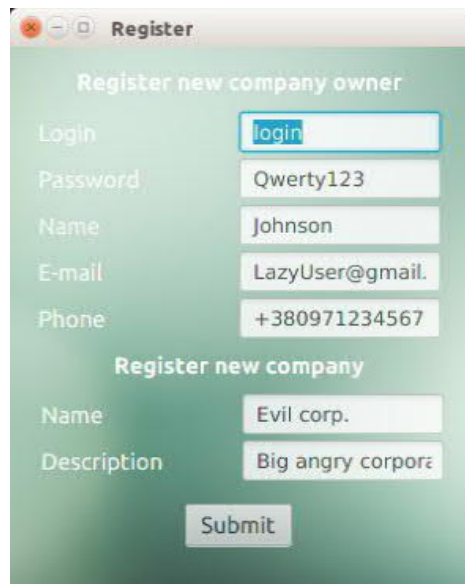 Register
Register new company owner
Login login
Password Qwerty123
Name Johnson
E-mail LazyUser@gmail.
Phone +380971234567
Register new company
Name Evil corp.
Description Big angry corpora
Submit